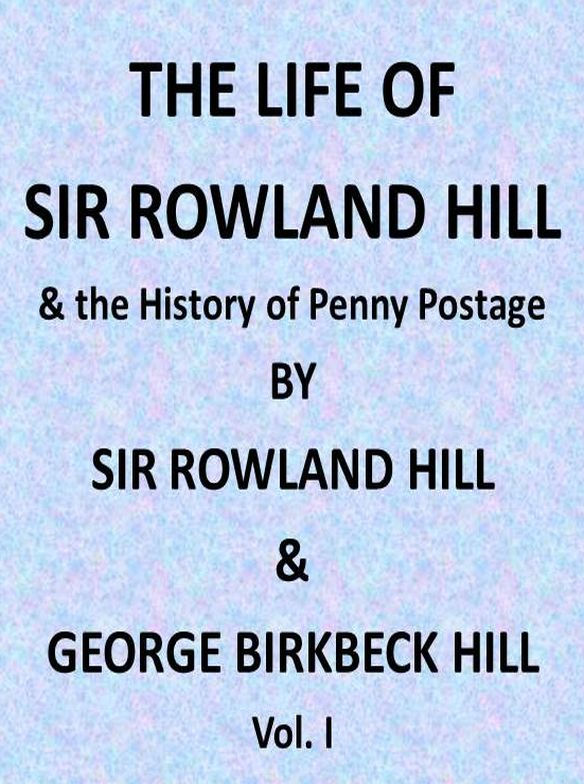 THE LIFE OF
SIR ROWLAND HILL
& the History of Penny Postage
BY
SIR ROWLAND HILL
&
GEORGE BIRKBECK HILL
Vol. I